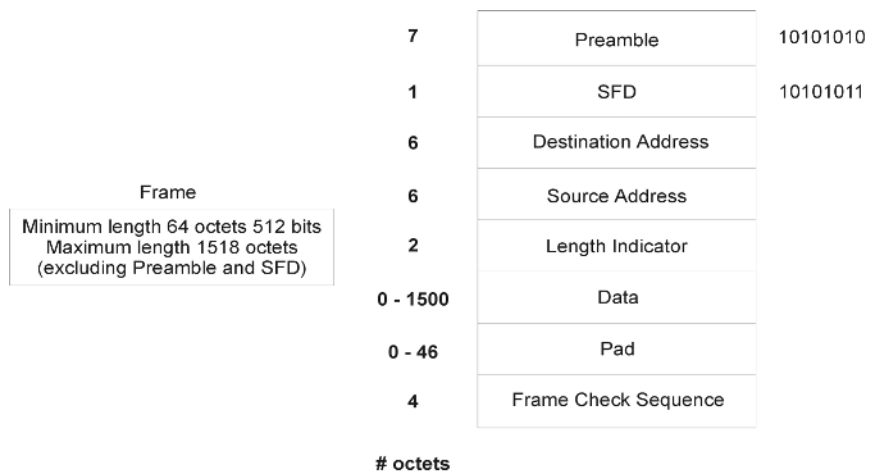 7 Preamble 10101010
1 SFD 10101011
6 Destination Address
Frame
6 Source Address
Minimum length 64 octets 512 bits
Maximum length 1518 octets
(excluding Preamble and SFD)
2 Length Indicator
0 - 1500 Data
0 - 46 Pad
4 Frame Check Sequence
# octets